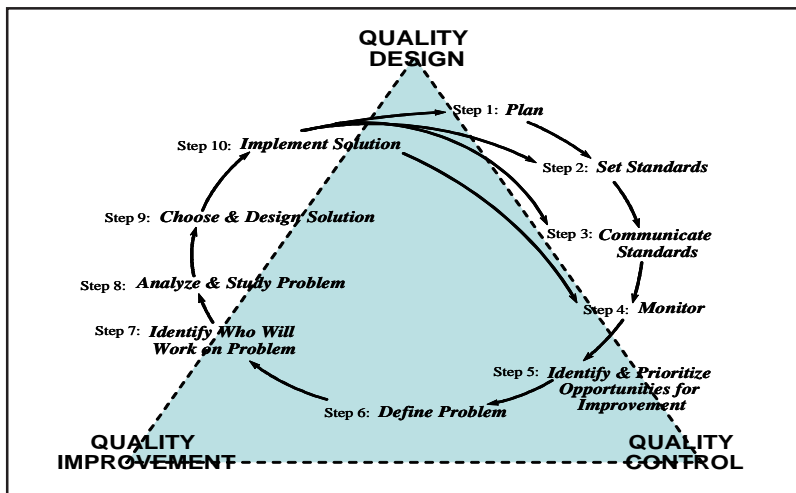 QUALITY
DESIGN
Step 1: Plan
Step 10: Implement Solution
Step 2: Set Standards
Step 9: Choose & Design Solution
Step 3: Communicate
Standards
Step 8: Analyze & Study Problem
Step 4: Monitor
Step 7: Identify Who Will
Work on Problem
Step 5: Identify & Prioritize
Opportunities for
Improvement
Step 6: Define Problem
QUALITY
IMPROVEMENT
QUALITY
CONTROL